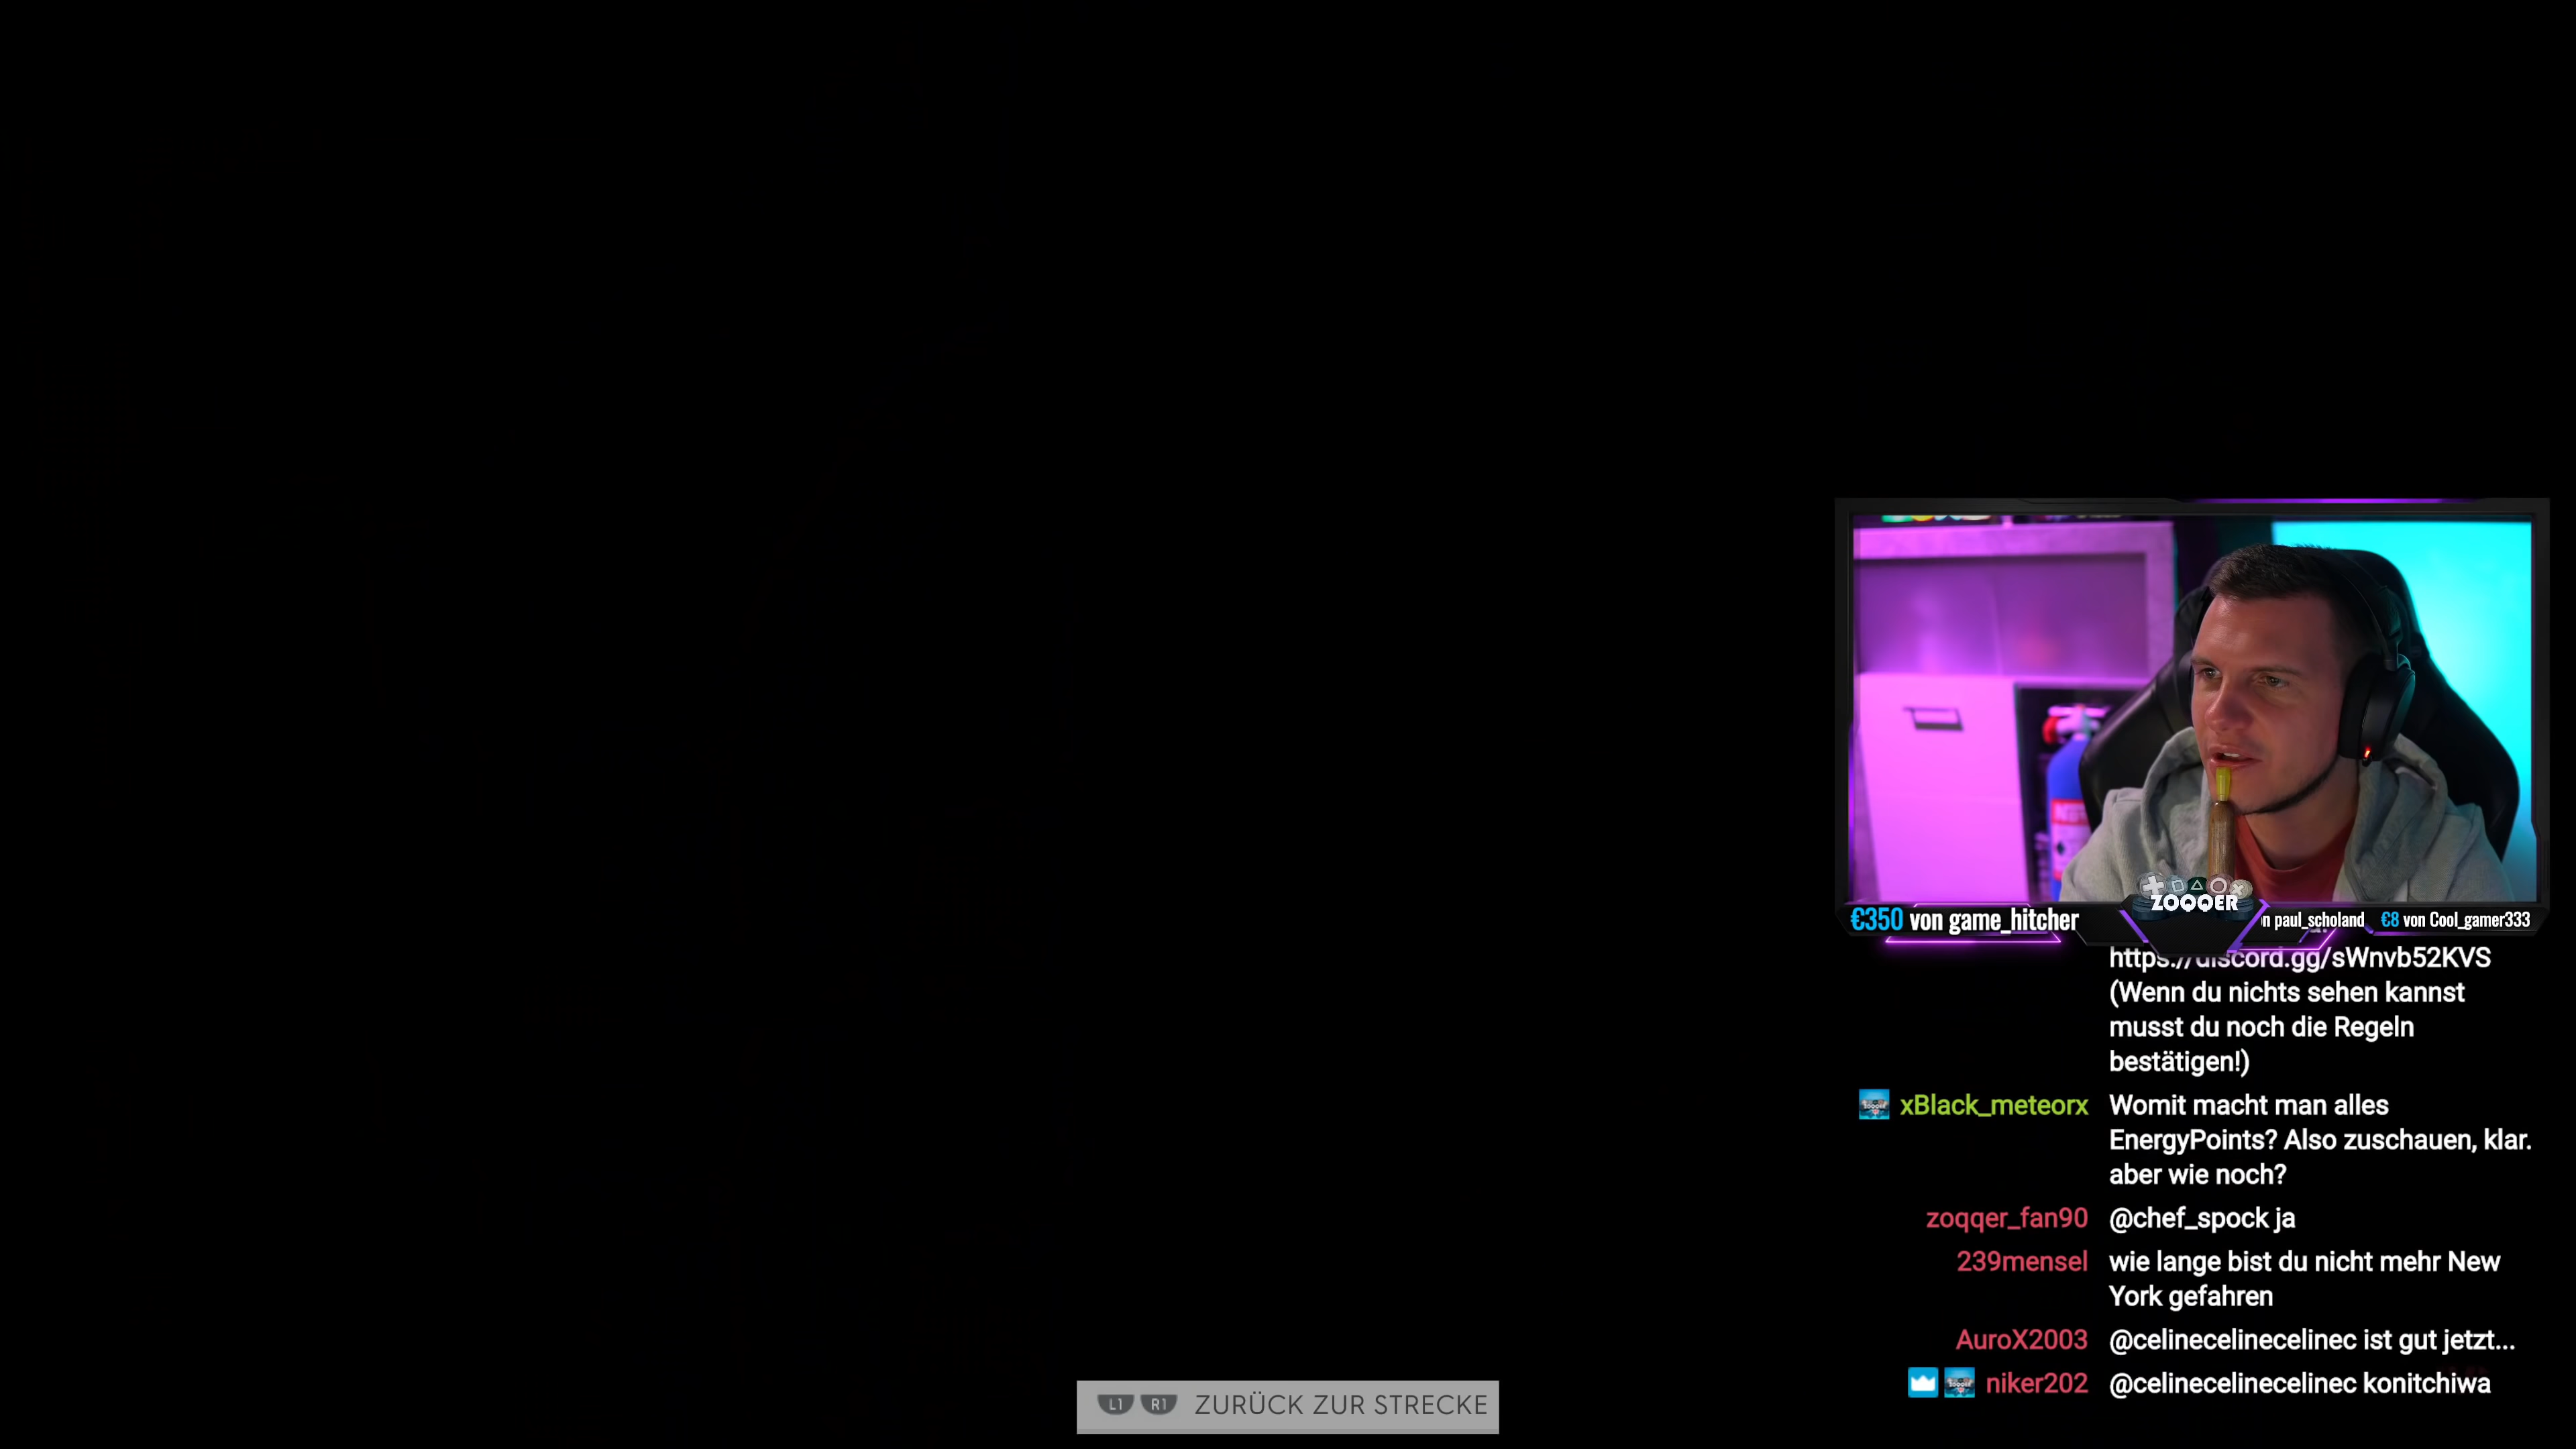 €350 von game_hitcher
ZOQQER
n paul_scholand €8 von Cool_gamer333
https://discord.gg/sWnvb52KVS
(Wenn du nichts sehen kannst
musst du noch die Regeln
bestätigen!)
xBlack_meteorx Womit macht man alles
EnergyPoints? Also zuschauen, klar.
aber wie noch?
zoqqer_fan90 @chef_spock ja
239mensel wie lange bist du nicht mehr New
York gefahren
AuroX2003 @celinecelinecelinec ist gut jetzt...
niker202 @celinecelinecelinec konitchiwa
L1 R1 ZURÜCK ZUR STRECKE